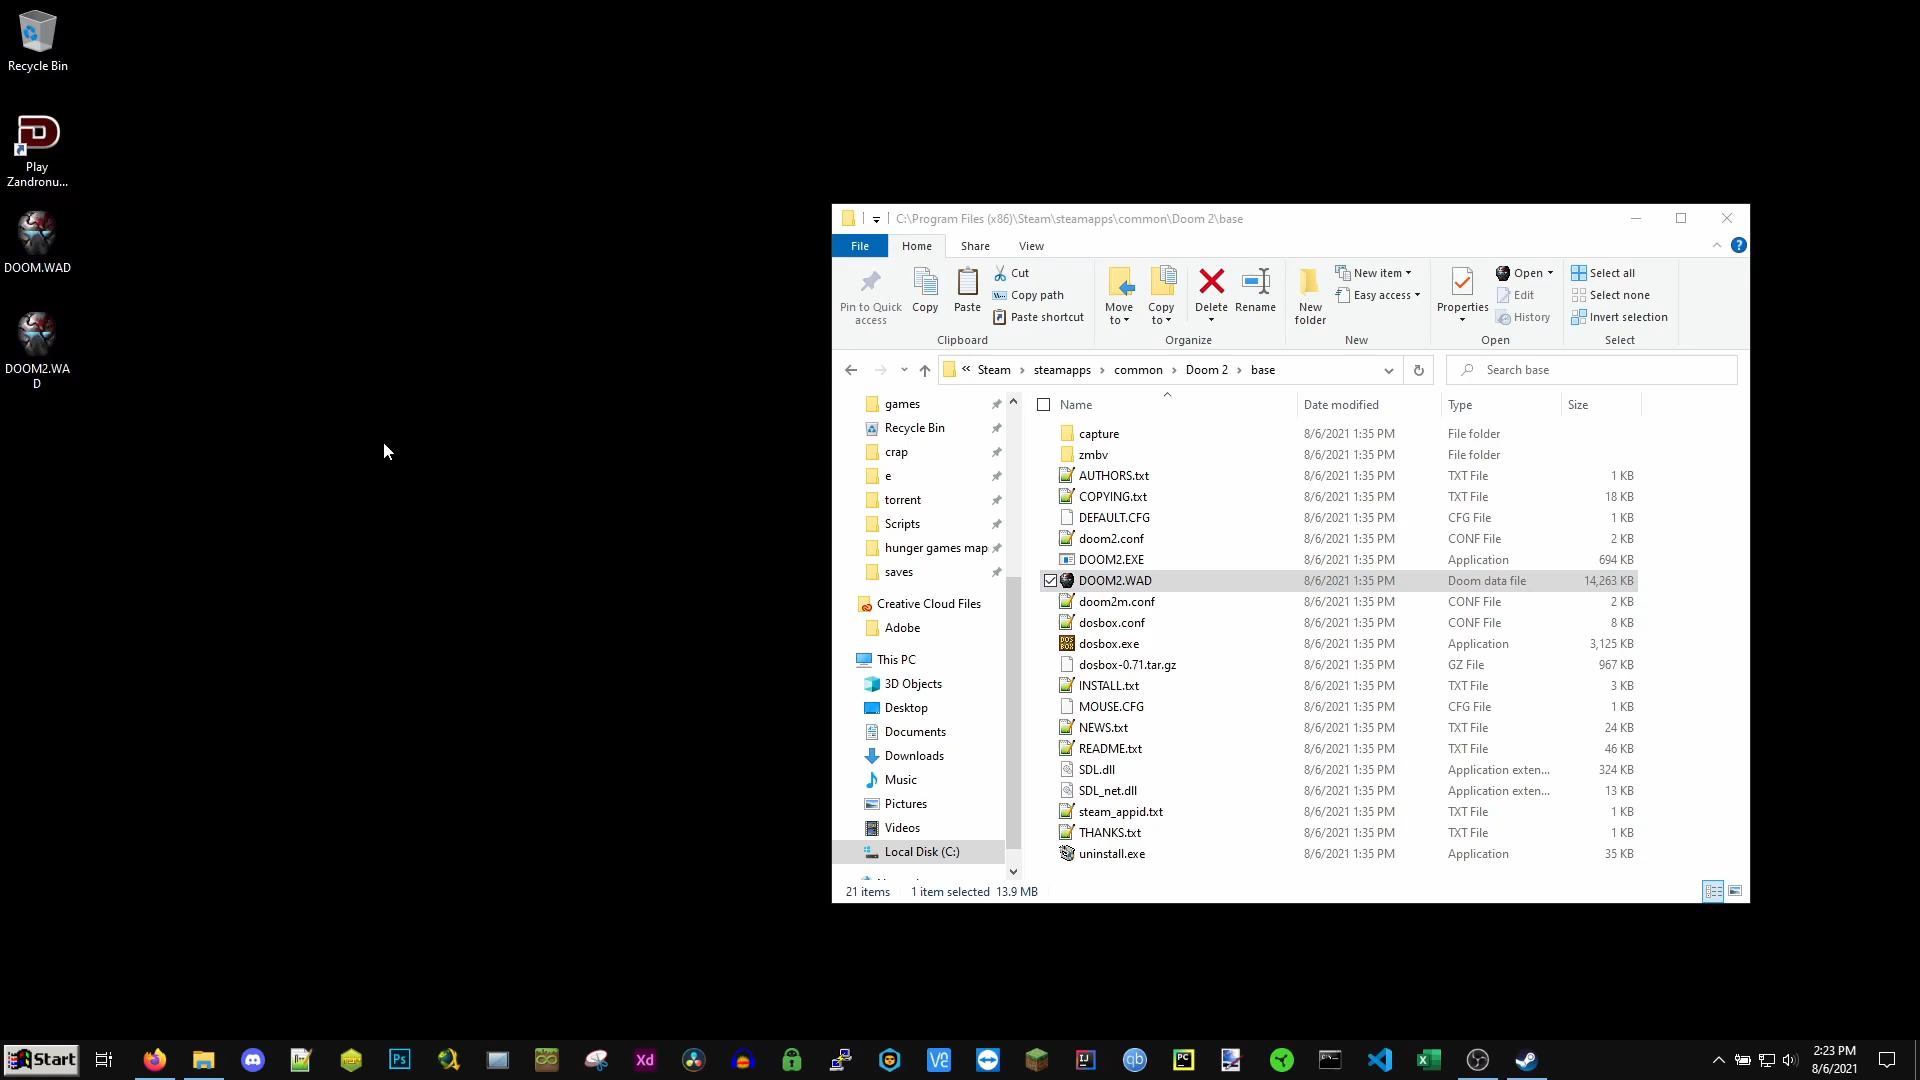 Recycle Bin
Play
Zandronu...
DOOM.WAD
DOOM2.WA
D
C:\Program Files (x86)\Steam\steamapps\common\Doom 2\base
File Home Share View
Pin to Quick
access
Copy
Paste
Cut
Copy path
Paste shortcut
Clipboard
Move
to
Copy
to
Delete
Rename
Organize
New
folder
New item
Easy access
New
Properties
Open
Edit
History
Open
Select all
Select none
Invert selection
Select
« Steam › steamapps › common › Doom 2 › base
Search base
games
Recycle Bin
crap
e
torrent
Scripts
hunger games map
saves
Creative Cloud Files
Adobe
This PC
3D Objects
Desktop
Documents
Downloads
Music
Pictures
Videos
Local Disk (C:)
Name Date modified Type Size
capture 8/6/2021 1:35 PM File folder
zmbv 8/6/2021 1:35 PM File folder
AUTHORS.txt 8/6/2021 1:35 PM TXT File 1 KB
COPYING.txt 8/6/2021 1:35 PM TXT File 18 KB
DEFAULT.CFG 8/6/2021 1:35 PM CFG File 1 KB
doom2.conf 8/6/2021 1:35 PM CONF File 2 KB
DOOM2.EXE 8/6/2021 1:35 PM Application 694 KB
DOOM2.WAD 8/6/2021 1:35 PM Doom data file 14,263 KB
doom2m.conf 8/6/2021 1:35 PM CONF File 2 KB
dosbox.conf 8/6/2021 1:35 PM CONF File 8 KB
dosbox.exe 8/6/2021 1:35 PM Application 3,125 KB
dosbox-0.71.tar.gz 8/6/2021 1:35 PM GZ File 967 KB
INSTALL.txt 8/6/2021 1:35 PM TXT File 3 KB
MOUSE.CFG 8/6/2021 1:35 PM CFG File 1 KB
NEWS.txt 8/6/2021 1:35 PM TXT File 24 KB
README.txt 8/6/2021 1:35 PM TXT File 46 KB
SDL.dll 8/6/2021 1:35 PM Application exten... 324 KB
SDL_net.dll 8/6/2021 1:35 PM Application exten... 13 KB
steam_appid.txt 8/6/2021 1:35 PM TXT File 1 KB
THANKS.txt 8/6/2021 1:35 PM TXT File 1 KB
uninstall.exe 8/6/2021 1:35 PM Application 35 KB
21 items 1 item selected 13.9 MB
Start
Ps
Xd
IJ
qb
PC
2:23 PM
8/6/2021